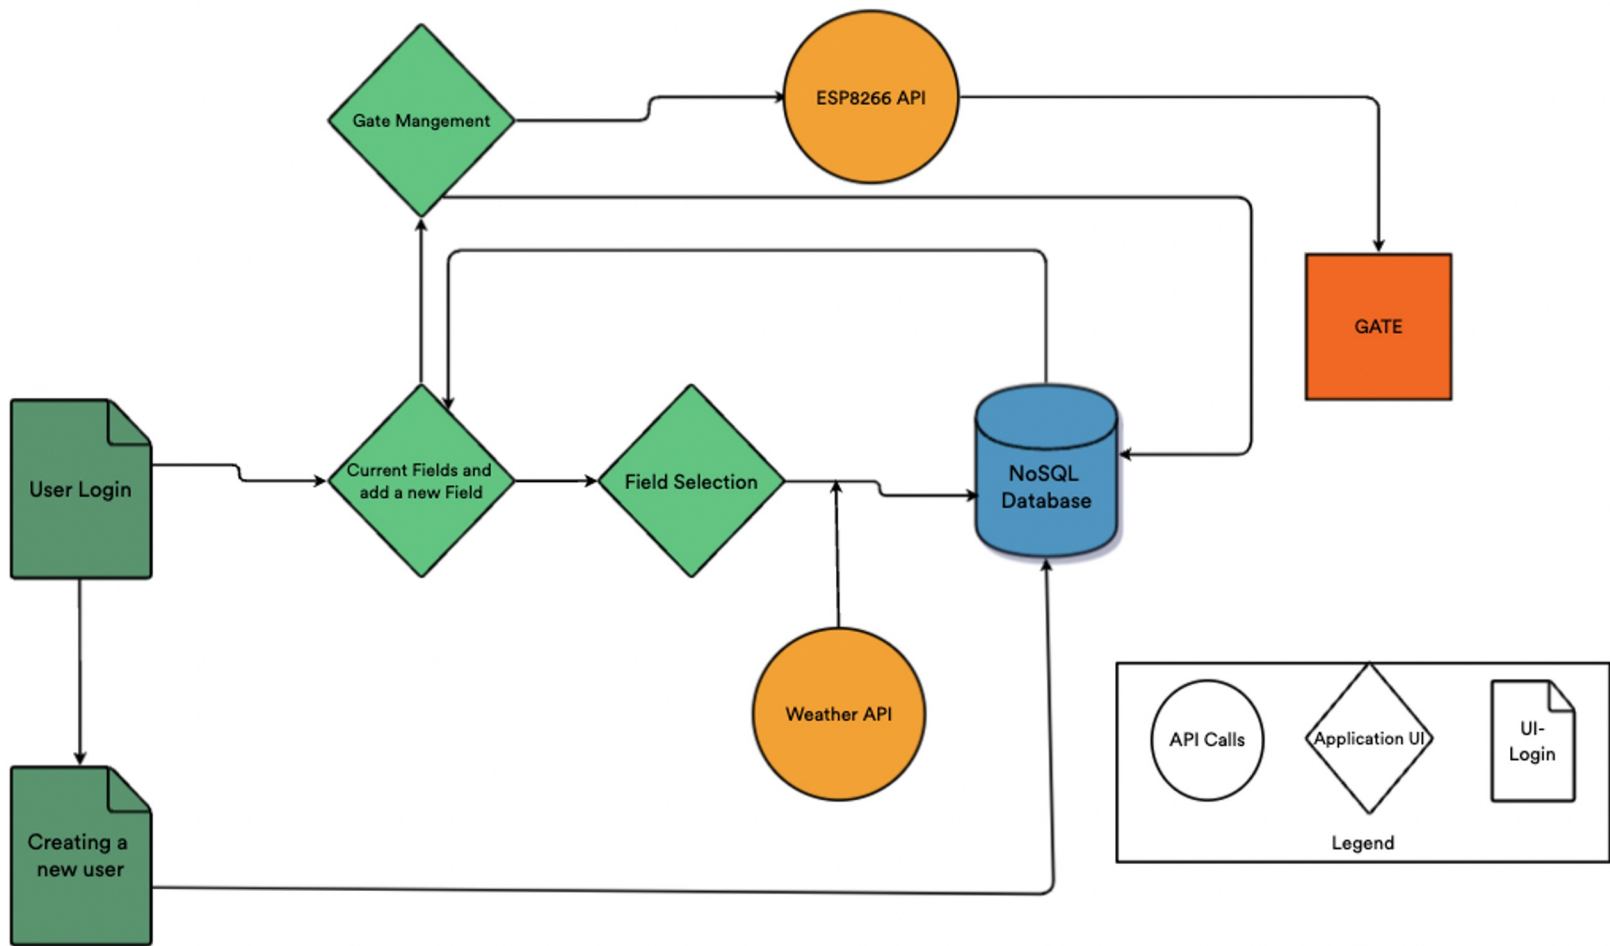 Gate Mangement
ESP8266 API
GATE
User Login
Current Fields and
add a new Field
Field Selection
NoSQL
Database
Weather API
Creating a
new user
API Calls
Application UI
UI-
Login
Legend